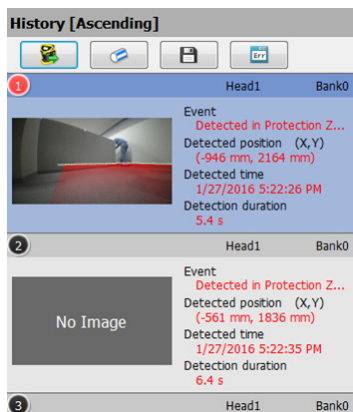 History [Ascending]
Err
1 Head1 Bank0
Event
Detected in Protection Z...
Detected position (X,Y)
(-946 mm, 2164 mm)
Detected time
1/27/2016 5:22:26 PM
Detection duration
5.4 s
2 Head1 Bank0
No Image
Event
Detected in Protection Z...
Detected position (X,Y)
(-561 mm, 1836 mm)
Detected time
1/27/2016 5:22:35 PM
Detection duration
6.4 s
3 Head1 Bank0